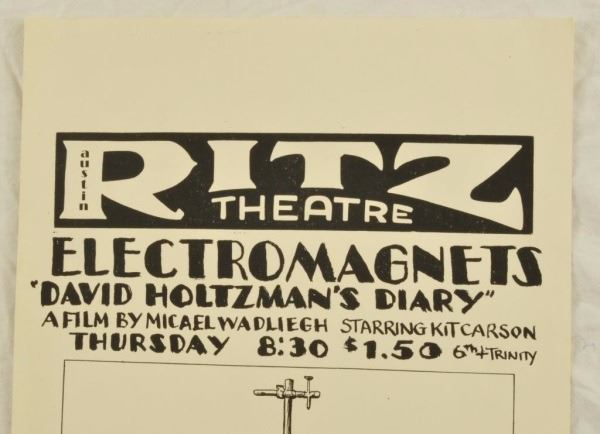 austin
RITZ
THEATRE
ELECTROMAGNETS
"DAVID HOLTZMAN'S DIARY"
A FILM BY MICAEL WADLIEGH STARRING KIT CARSON
THURSDAY 8:30 $1.50 6TH + TRINITY